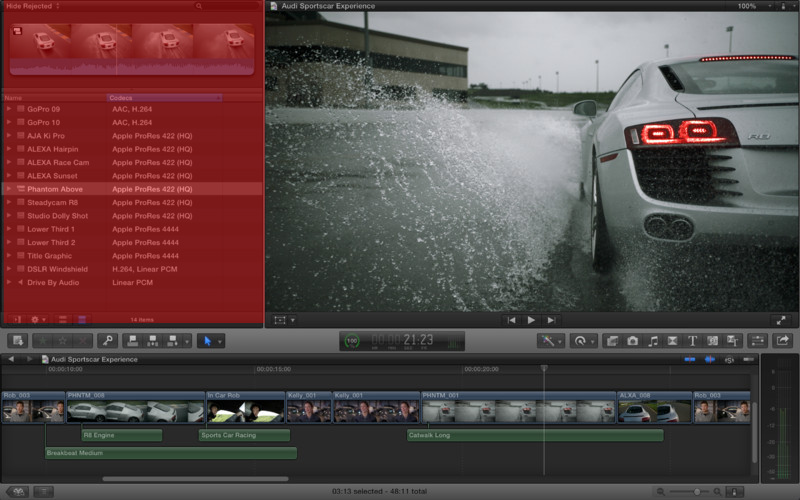 Hide Rejected
Audi Sportscar Experience
100%
Name
Codecs
GoPro 09
AAC, H.264
GoPro 10
AAC, H.264
AJA Ki Pro
Apple ProRes 422 (HQ)
ALEXA Hairpin
Apple ProRes 422 (HQ)
ALEXA Race Cam
Apple ProRes 422 (HQ)
ALEXA Sunset
Apple ProRes 422 (HQ)
Phantom Above
Apple ProRes 422 (HQ)
Steadycam R8
Apple ProRes 422 (HQ)
Studio Dolly Shot
Apple ProRes 422 (HQ)
Lower Third 1
Apple ProRes 4444
Lower Third 2
Apple ProRes 4444
Title Graphic
Apple ProRes 4444
DSLR Windshield
H.264, Linear PCM
Drive By Audio
Linear PCM
14 items
R8
100
21:23
T
Audi Sportscar Experience
00:00:10:00
00:00:15:00
00:00:20:00
Rob_003
PHNTM_008
In Car Rob
Kelly_001
Kelly_001
PHNTM_001
ALXA_008
Rob_003
R8 Engine
Sports Car Racing
Catwalk Long
Breakbeat Medium
03:13 selected - 48:11 total